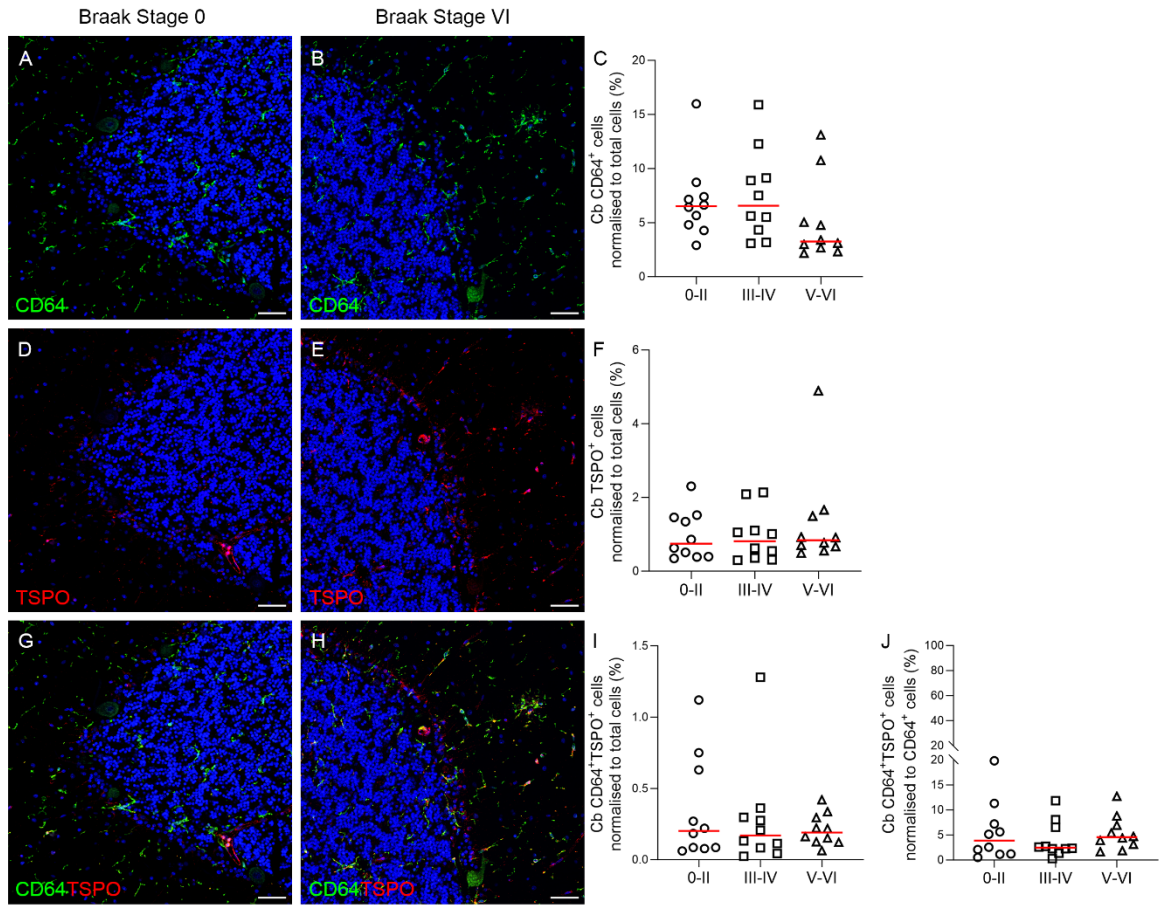 Braak Stage 0
Braak Stage VI
A
CD64
B
CD64
C
Cb CD64⁺ cells
normalised to total cells (%)
20
15
10
5
0
0-II
III-IV
V-VI
D
TSPO
E
TSPO
F
Cb TSPO⁺ cells
normalised to total cells (%)
6
4
2
0
0-II
III-IV
V-VI
G
CD64TSPO
H
CD64TSPO
I
Cb CD64⁺TSPO⁺ cells
normalised to total cells (%)
1.5
1.0
0.5
0.0
0-II
III-IV
V-VI
J
Cb CD64⁺TSPO⁺ cells
normalised to CD64⁺ cells (%)
100
80
60
40
20
20
15
10
5
0
0-II
III-IV
V-VI